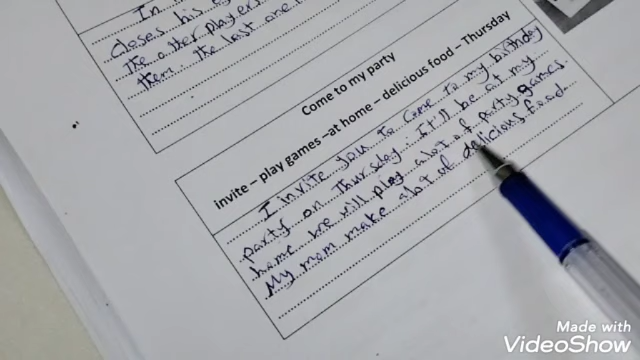 In
closes his
the other players
them. the last one
Come to my party
invite – play games –at home – delicious food – Thursday
I invite you to come to my birthday
party on Thursday. It'll be at my
home we will play alot of party games.
My mom make alot of delicious food.
Made with
VideoShow